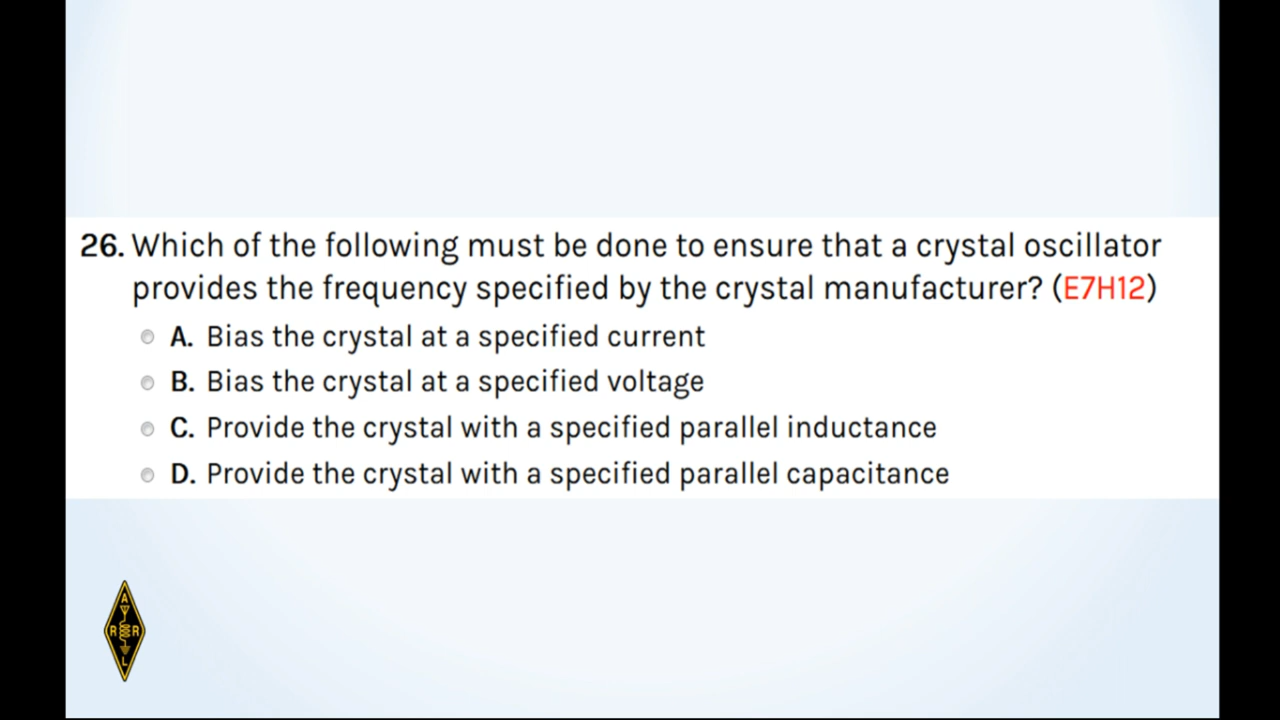 26. Which of the following must be done to ensure that a crystal oscillator
provides the frequency specified by the crystal manufacturer? (E7H12)
A. Bias the crystal at a specified current
B. Bias the crystal at a specified voltage
C. Provide the crystal with a specified parallel inductance
D. Provide the crystal with a specified parallel capacitance
A
R R
L